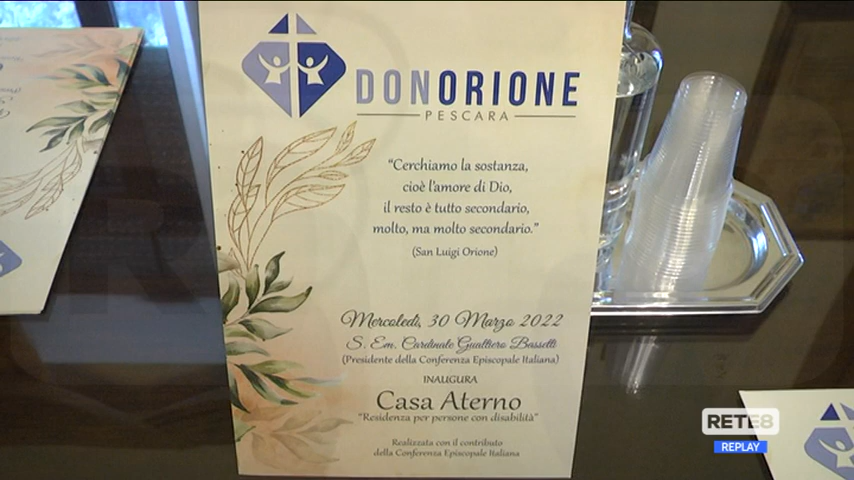 DONORIONE
PESCARA
“Cerchiamo la sostanza,
cioè l'amore di Dio,
il resto è tutto secondario,
molto, ma molto secondario.”
(San Luigi Orione)
Mercoledì, 30 Marzo 2022
S. Em. Cardinale Gualtiero Bassetti
(Presidente della Conferenza Episcopale Italiana)
INAUGURA
Casa Aterno
“Residenza per persone con disabilità”
Realizzata con il contributo
della Conferenza Episcopale Italiana
RETE8
REPLAY